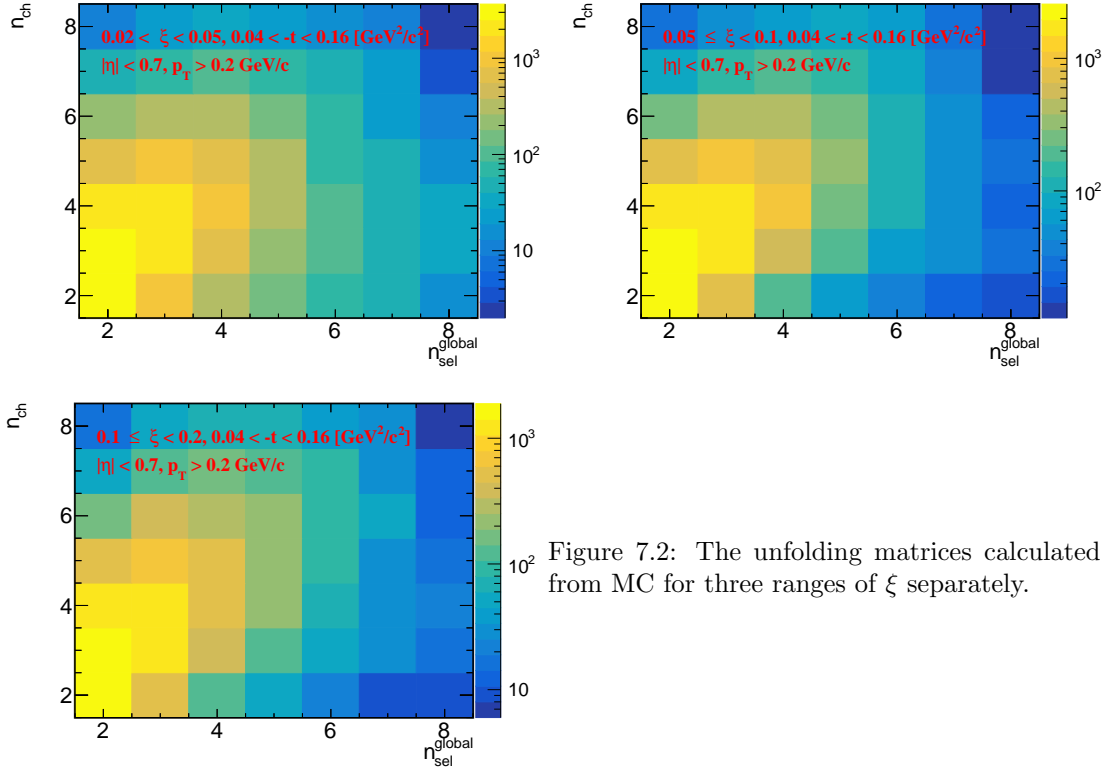 n_ch
8
6
4
2
0.02 < ξ < 0.05, 0.04 < -t < 0.16 [GeV²/c²]
|η| < 0.7, p_T > 0.2 GeV/c
10³
10²
10
2 4 6 8
n_sel^global
n_ch
8
6
4
2
0.05 ≤ ξ < 0.1, 0.04 < -t < 0.16 [GeV²/c²]
|η| < 0.7, p_T > 0.2 GeV/c
10³
10²
2 4 6 8
n_sel^global
n_ch
8
6
4
2
0.1 ≤ ξ < 0.2, 0.04 < -t < 0.16 [GeV²/c²]
|η| < 0.7, p_T > 0.2 GeV/c
10³
10²
10
2 4 6 8
n_sel^global
Figure 7.2: The unfolding matrices calculated
from MC for three ranges of ξ separately.